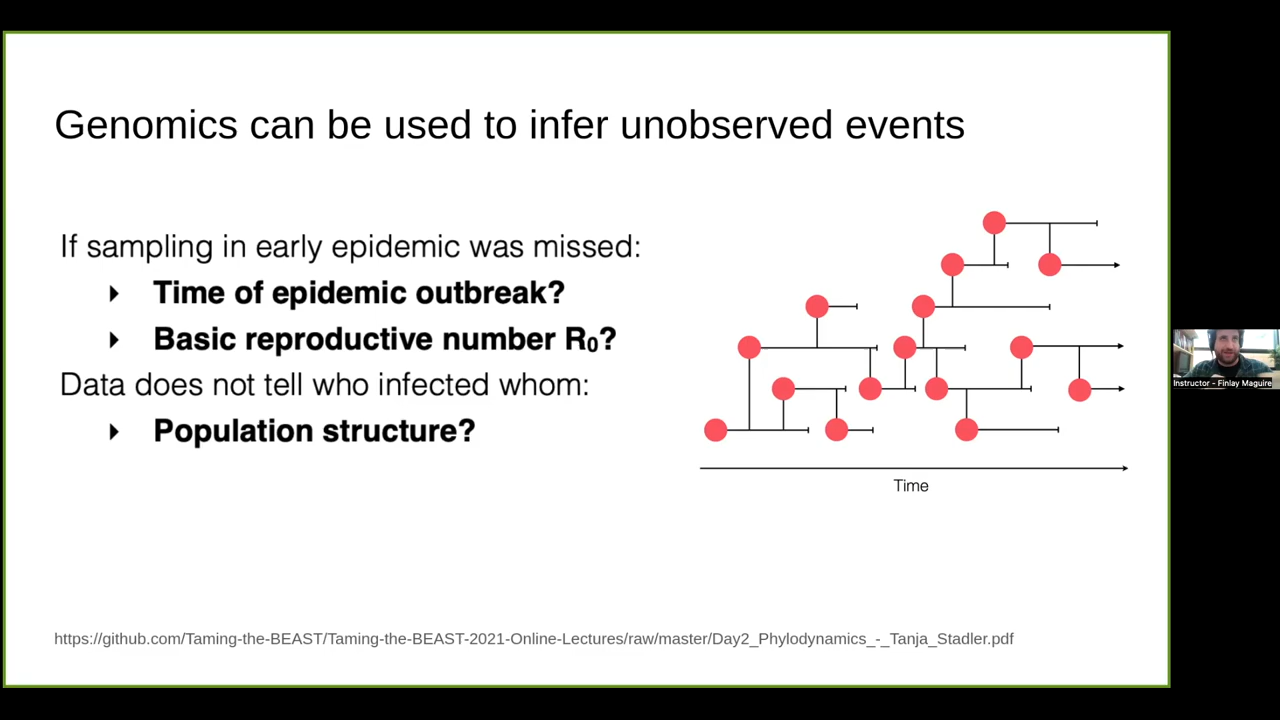 Genomics can be used to infer unobserved events
If sampling in early epidemic was missed:
Time of epidemic outbreak?
Basic reproductive number R₀?
Data does not tell who infected whom:
Population structure?
Time
https://github.com/Taming-the-BEAST/Taming-the-BEAST-2021-Online-Lectures/raw/master/Day2_Phylodynamics_-_Tanja_Stadler.pdf
Instructor - Finlay Maguire